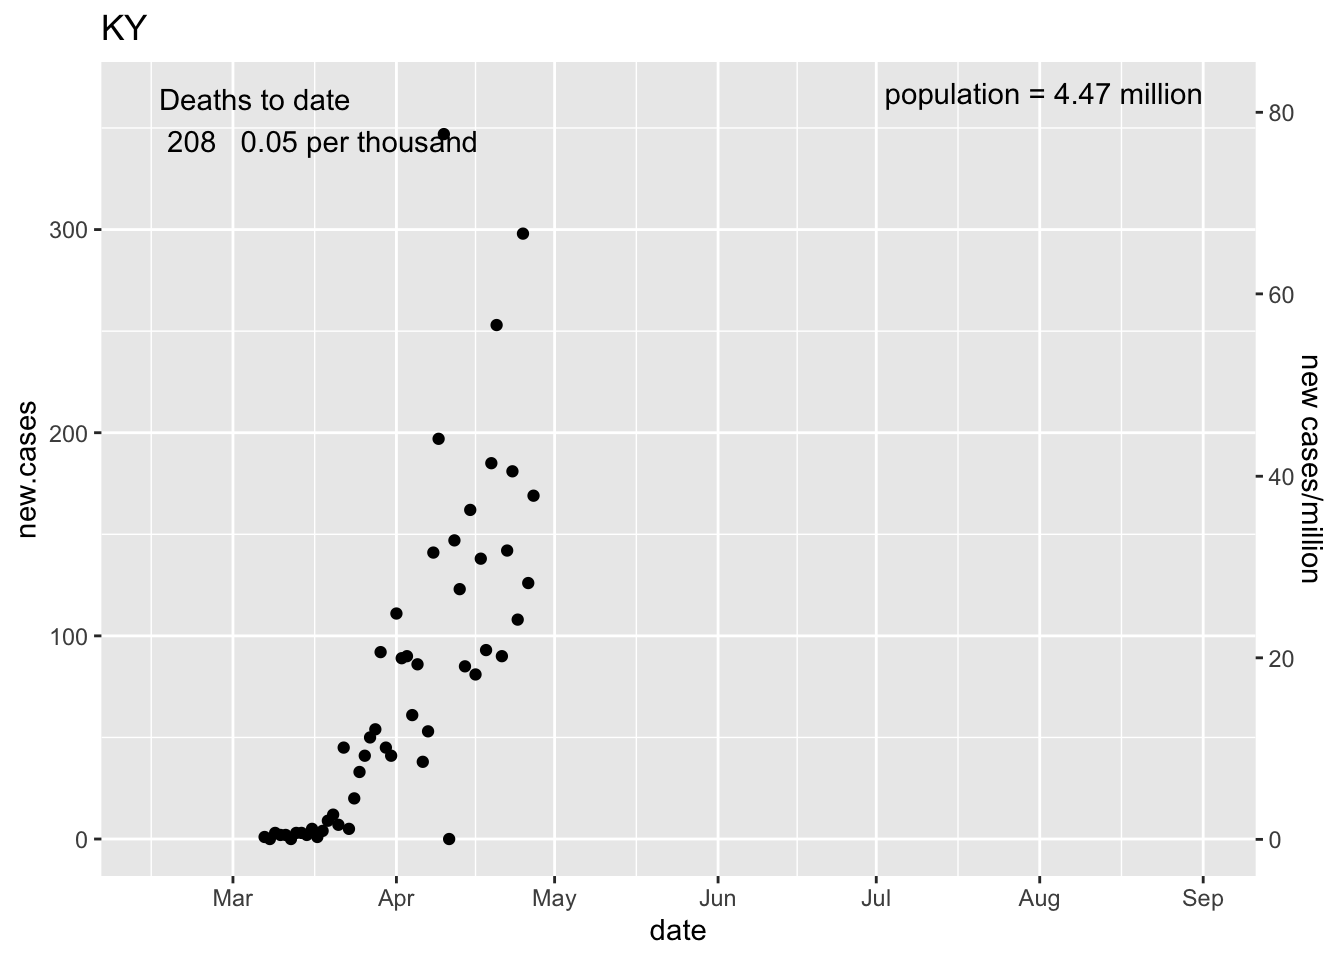 KY
Deaths to date
208 0.05 per thousand
population = 4.47 million
300
200
100
0
80
60
40
20
0
new.cases
new cases/million
Mar Apr May Jun Jul Aug Sep
date